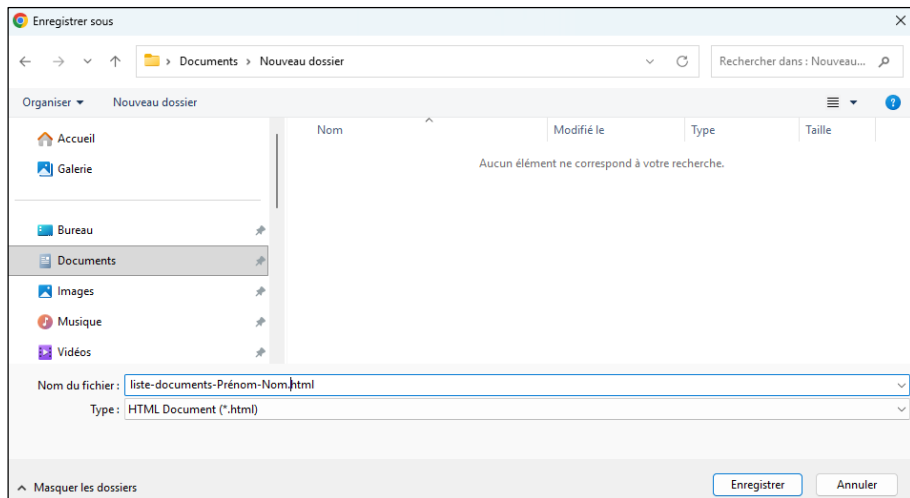 Enregistrer sous
Documents > Nouveau dossier
Rechercher dans : Nouveau...
Organiser
Nouveau dossier
Nom
Modifié le
Type
Taille
Aucun élément ne correspond à votre recherche.
Accueil
Galerie
Bureau
Documents
Images
Musique
Vidéos
Nom du fichier : liste-documents-Prénom-Nom.html
Type : HTML Document (*.html)
Masquer les dossiers
Enregistrer
Annuler